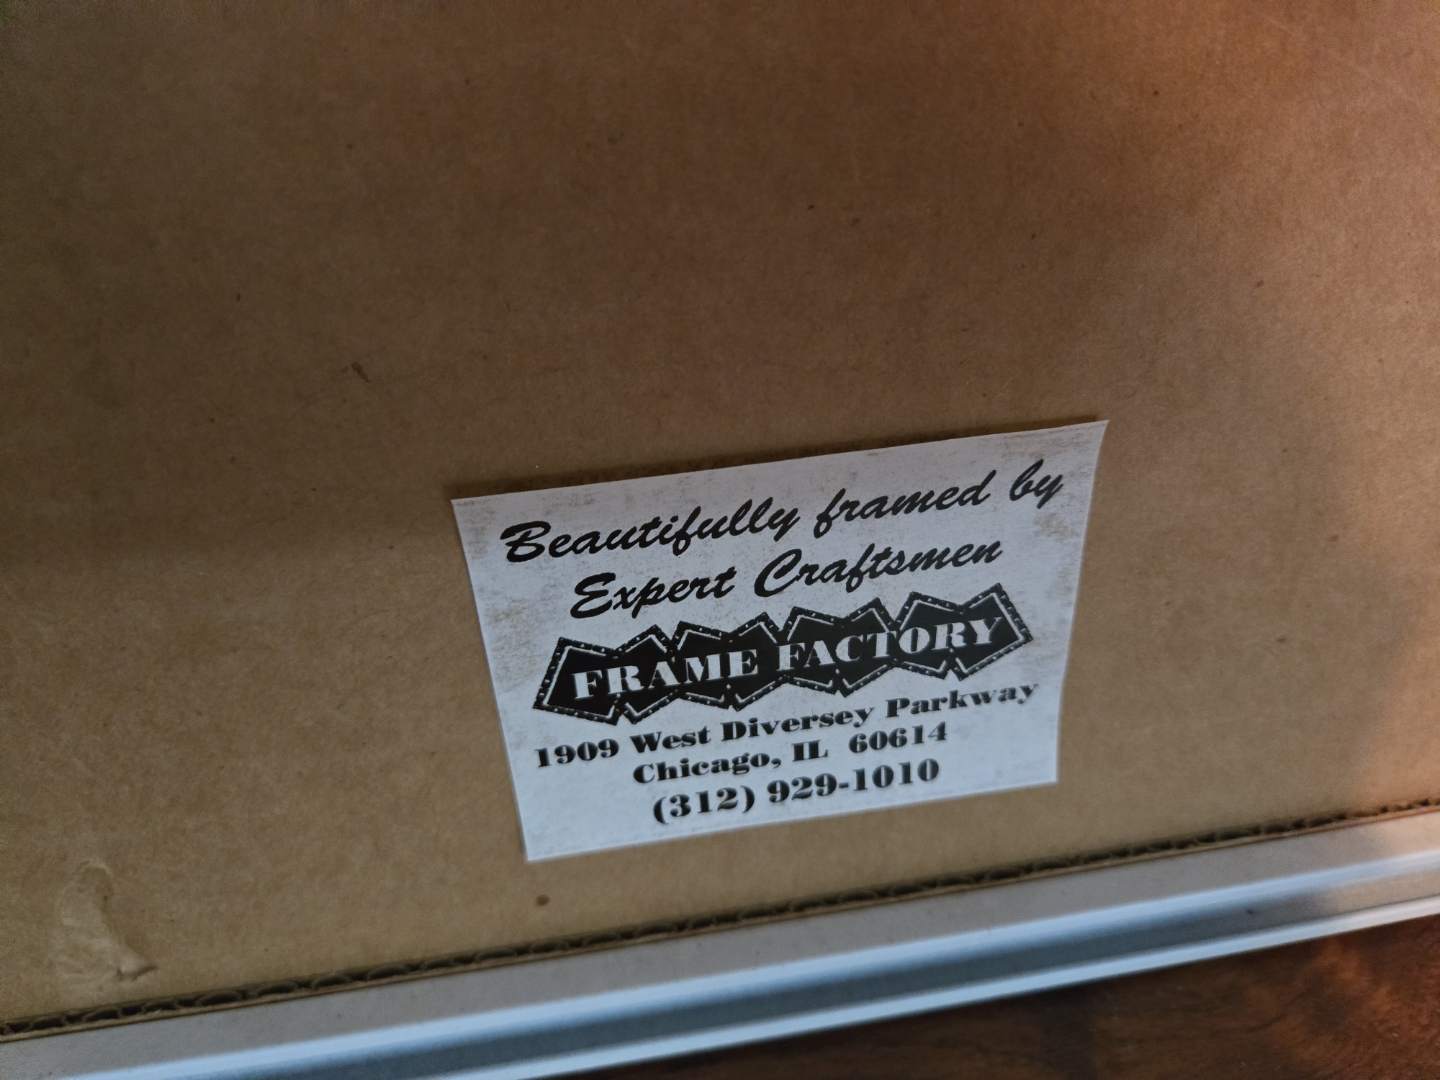 Beautifully framed by
Expert Craftsmen
FRAME FACTORY
1909 West Diversey Parkway
Chicago, IL 60614
(312) 929-1010